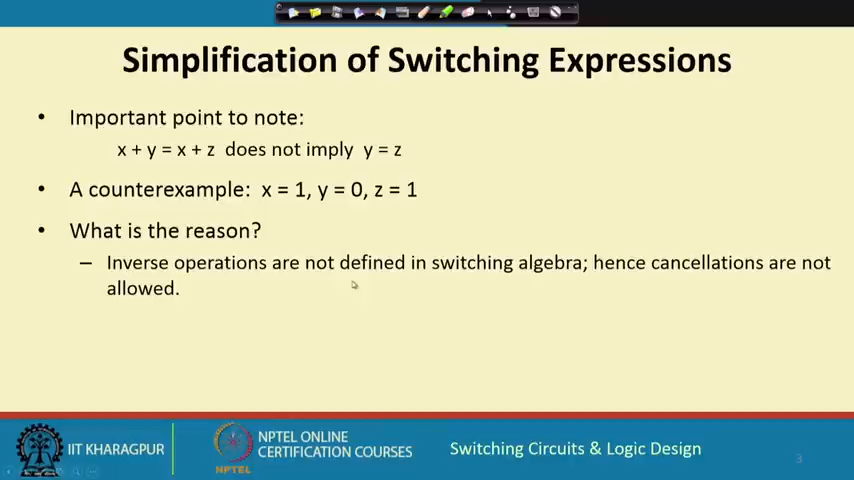 Simplification of Switching Expressions
• Important point to note:
x + y = x + z does not imply y = z
• A counterexample: x = 1, y = 0, z = 1
• What is the reason?
– Inverse operations are not defined in switching algebra; hence cancellations are not
allowed.
IIT KHARAGPUR
NPTEL
NPTEL ONLINE
CERTIFICATION COURSES
Switching Circuits & Logic Design
3